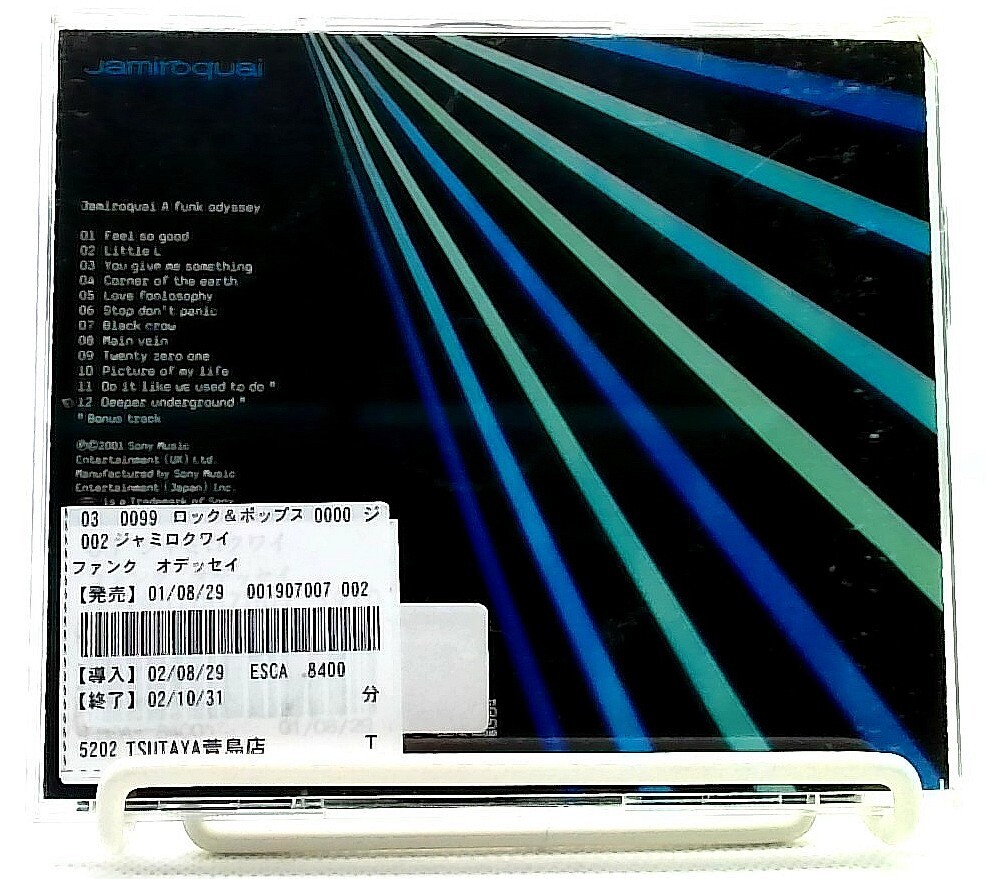 Jamiroquai
Jamiroquai A funk odyssey
01 Feel so good
02 Little L
03 You give me something
04 Corner of the earth
05 Love foolosophy
06 Stop don't panic
07 Black crow
08 Main vein
09 Twenty zero one
10 Picture of my life
11 Do it like we used to do *
12 Deeper underground *
* Bonus track
℗©2001 Sony Music
Entertainment (UK) Ltd.
Manufactured by Sony Music
Entertainment (Japan) Inc.
is a Trademark of Sony
03 0099 ロック&ポップス 0000 ジ
002 ジャミロクワイ
ファンク オデッセイ
【発売】 01/08/29 001907007 002
【導入】 02/08/29 ESCA .8400
【終了】 02/10/31 分
5202 TSUTAYA菅島店 T